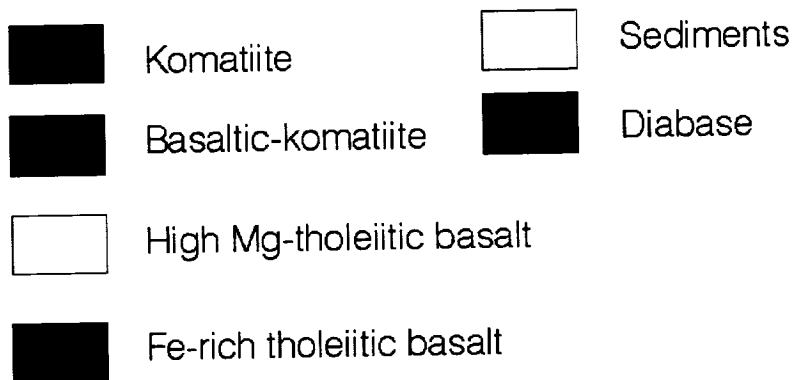 Komatiite
Basaltic-komatiite
High Mg-tholeiitic basalt
Fe-rich tholeiitic basalt
Sediments
Diabase